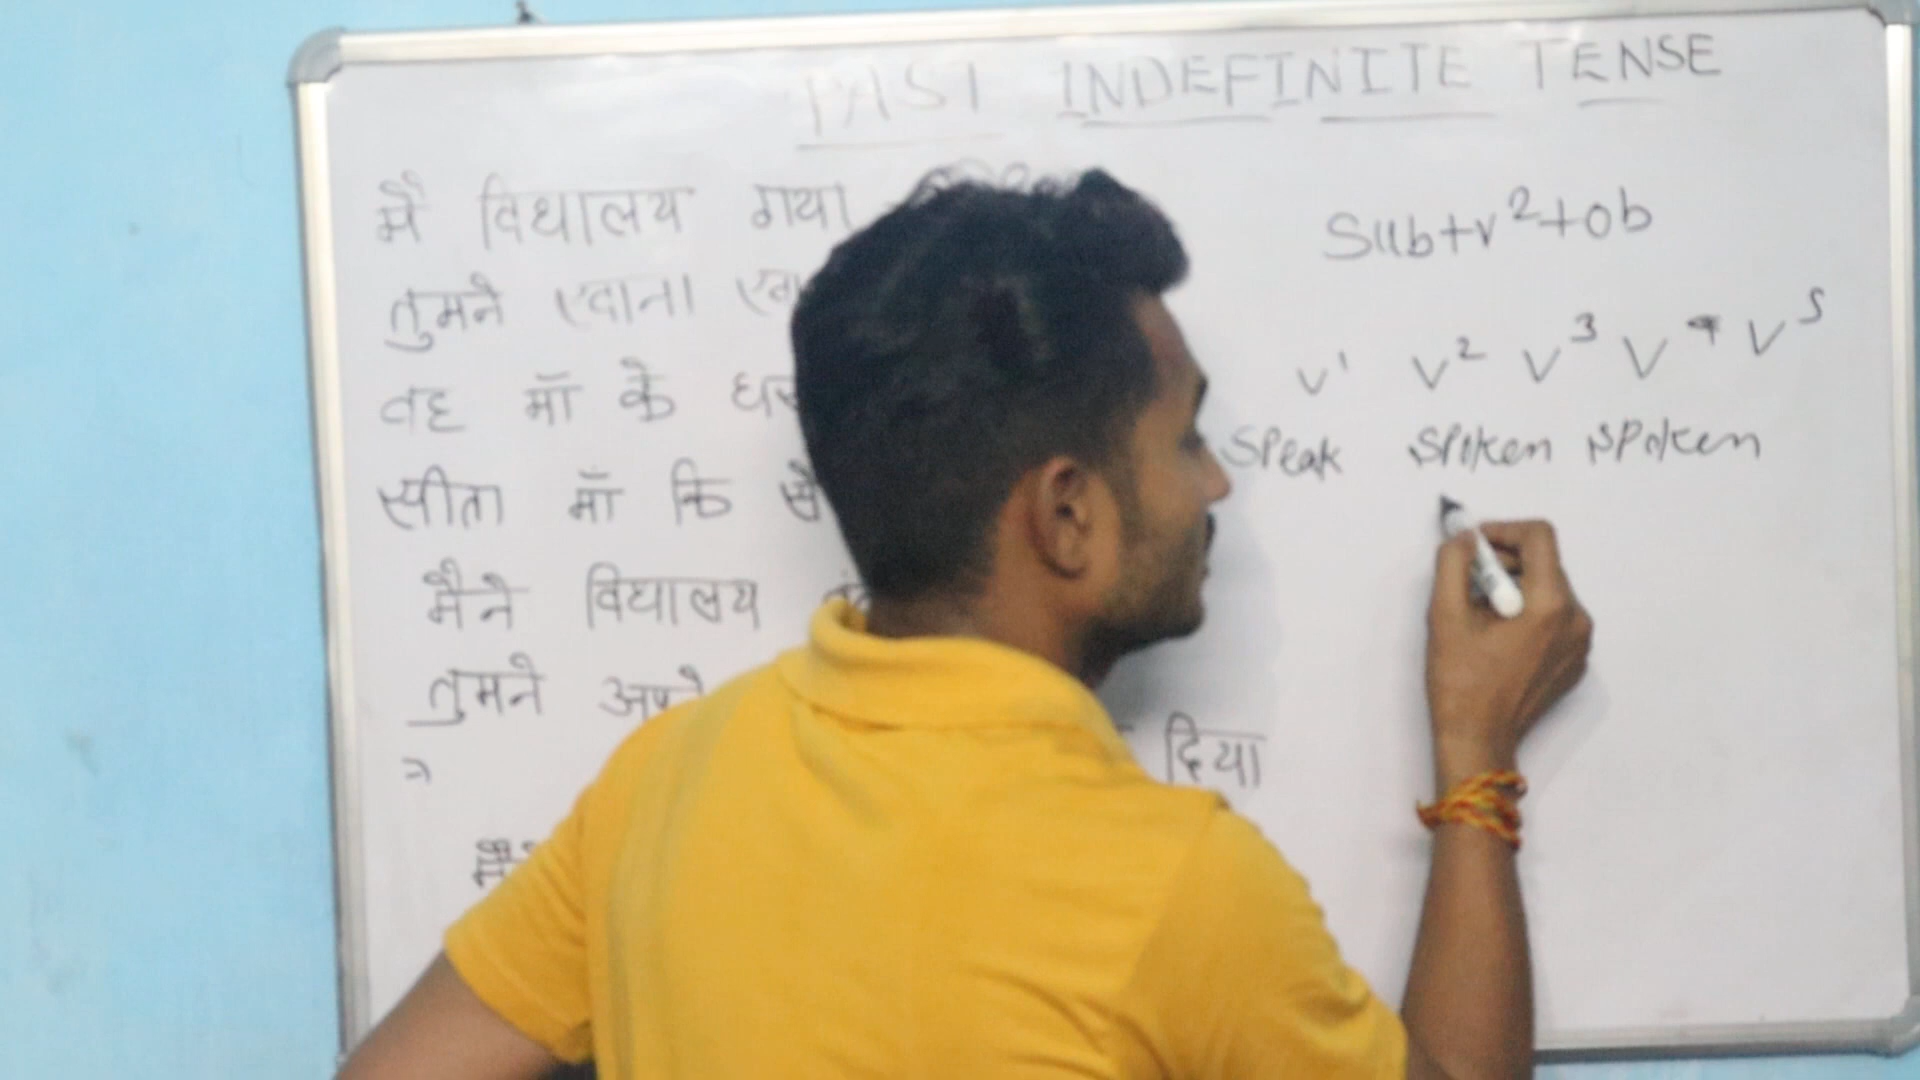 PAST INDEFINITE TENSE
मैं विधालय गया
तुमने खाना
वह माँ के घर
सीता माँ कि
मैने विद्यालय
तुमने अपने
दिया
Sub+v²+ob
v¹ v² v³ v⁴ v⁵
Speak Spoken Spoken